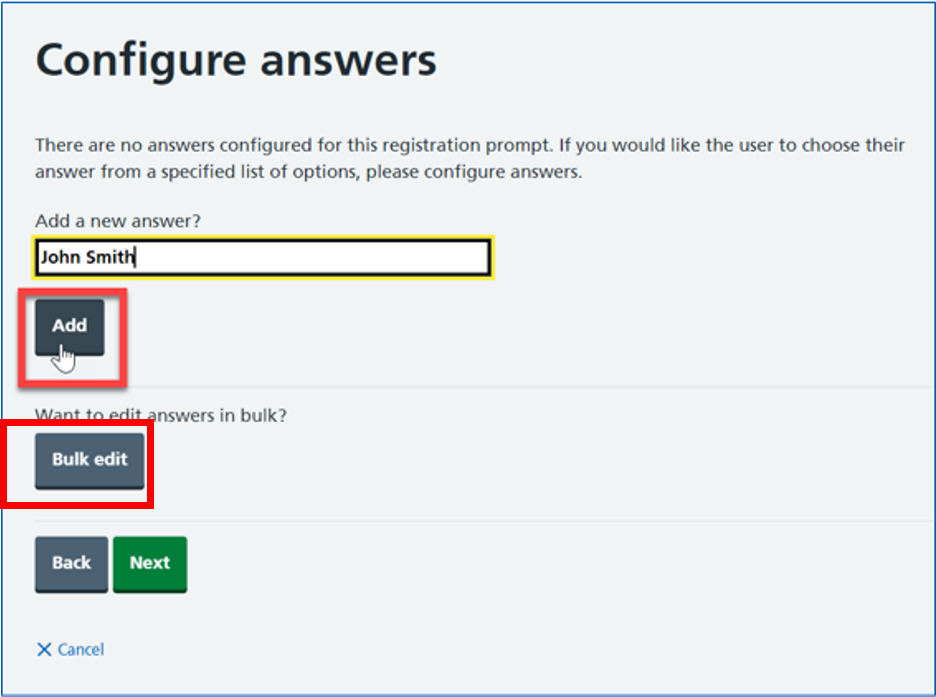 Configure answers
There are no answers configured for this registration prompt. If you would like the user to choose their
answer from a specified list of options, please configure answers.
Add a new answer?
John Smith
Add
Want to edit answers in bulk?
Bulk edit
Back Next
Cancel